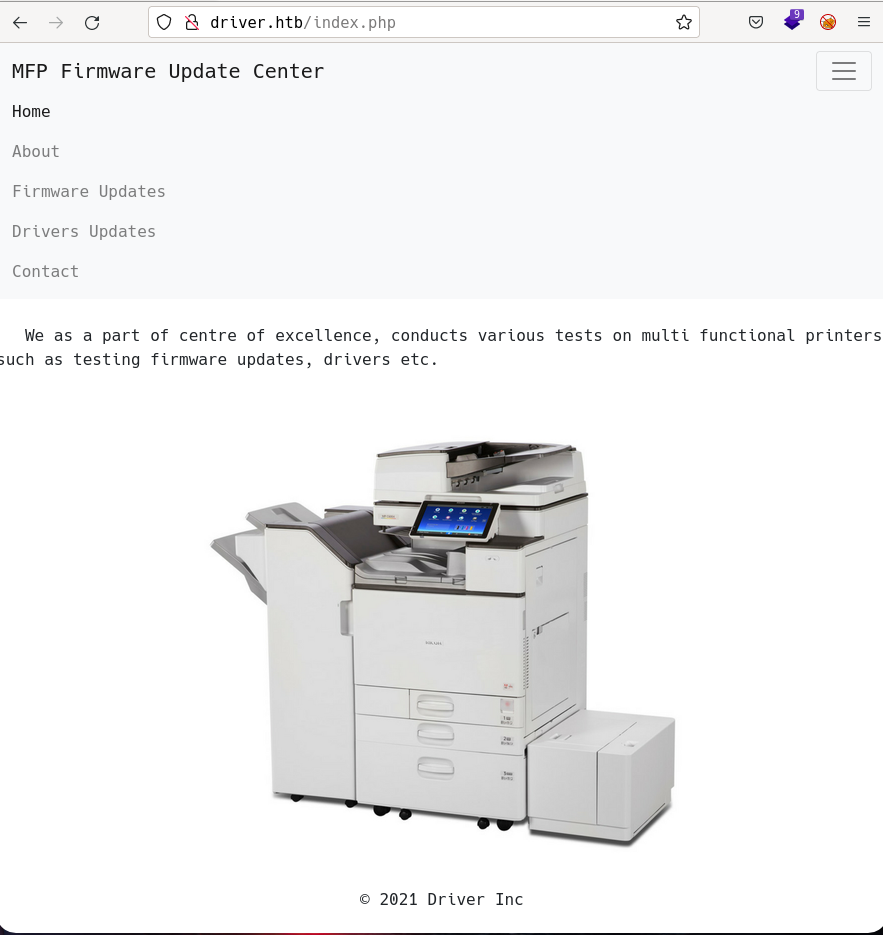 driver.htb/index.php
9
MFP Firmware Update Center
Home
About
Firmware Updates
Drivers Updates
Contact
We as a part of centre of excellence, conducts various tests on multi functional printers
such as testing firmware updates, drivers etc.
© 2021 Driver Inc